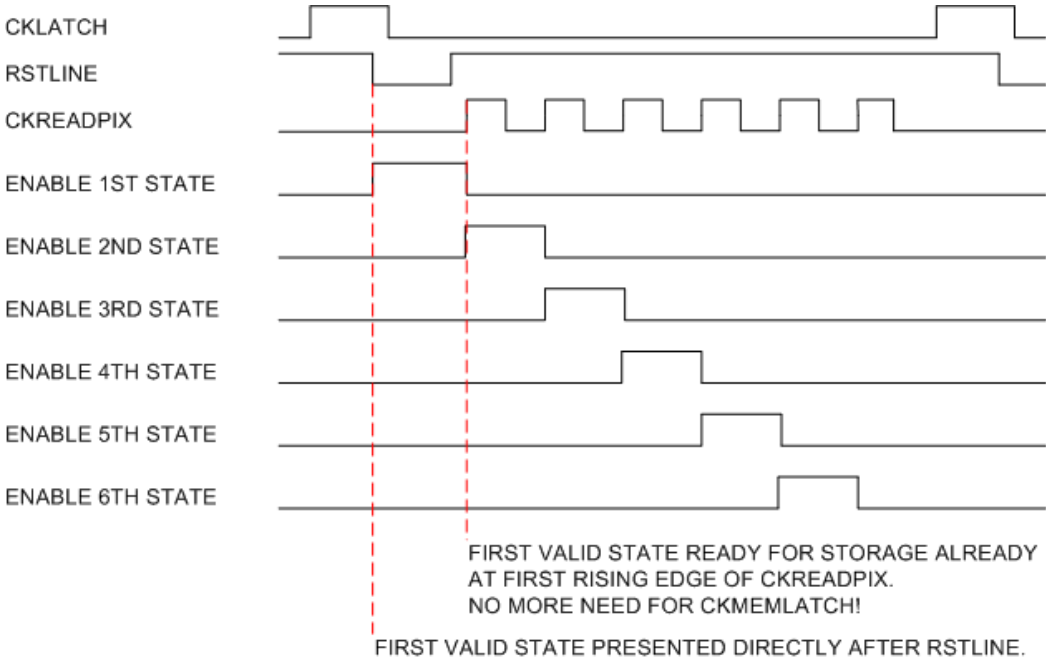 CKLATCH
RSTLINE
CKREADPIX
ENABLE 1ST STATE
ENABLE 2ND STATE
ENABLE 3RD STATE
ENABLE 4TH STATE
ENABLE 5TH STATE
ENABLE 6TH STATE
FIRST VALID STATE READY FOR STORAGE ALREADY
AT FIRST RISING EDGE OF CKREADPIX.
NO MORE NEED FOR CKMEMLATCH!
FIRST VALID STATE PRESENTED DIRECTLY AFTER RSTLINE.